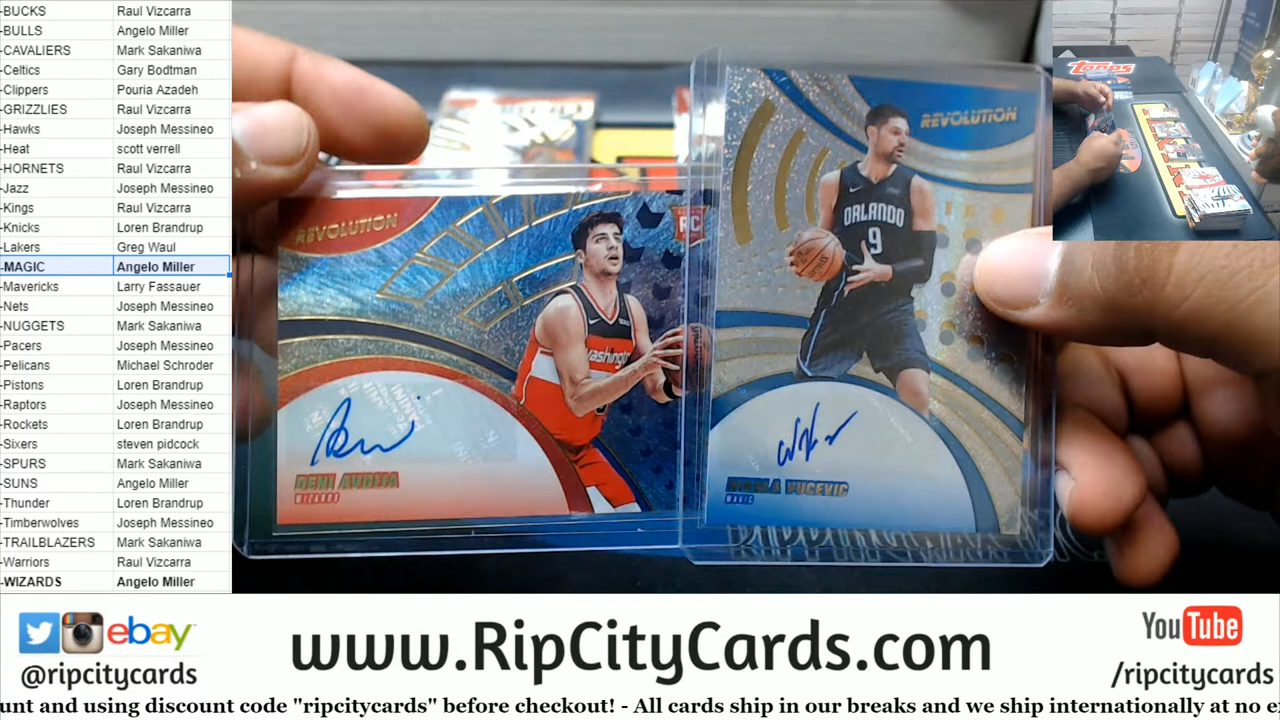 -BUCKS Raul Vizcarra
-BULLS Angelo Miller
-CAVALIERS Mark Sakaniwa
-Celtics Gary Bodtman
-Clippers Pouria Azadeh
-GRIZZLIES Raul Vizcarra
-Hawks Joseph Messineo
-Heat scott verrell
-HORNETS Raul Vizcarra
-Jazz Joseph Messineo
-Kings Raul Vizcarra
-Knicks Loren Brandrup
-Lakers Greg Waul
-MAGIC Angelo Miller
-Mavericks Larry Fassauer
-Nets Joseph Messineo
-NUGGETS Mark Sakaniwa
-Pacers Joseph Messineo
-Pelicans Michael Schroder
-Pistons Loren Brandrup
-Raptors Joseph Messineo
-Rockets Loren Brandrup
-Sixers steven pidcock
-SPURS Mark Sakaniwa
-SUNS Angelo Miller
-Thunder Loren Brandrup
-Timberwolves Joseph Messineo
-TRAILBLAZERS Mark Sakaniwa
-Warriors Raul Vizcarra
-WIZARDS Angelo Miller
REVOLUTION
RC
Washington
DENI AVDIJA
WIZARDS
REVOLUTION
ORLANDO
9
NIKOLA VUCEVIC
MAGIC
Topps
ebay
@ripcitycards
www.RipCityCards.com
YouTube
/ripcitycards
unt and using discount code "ripcitycards" before checkout! - All cards ship in our breaks and we ship internationally at no e